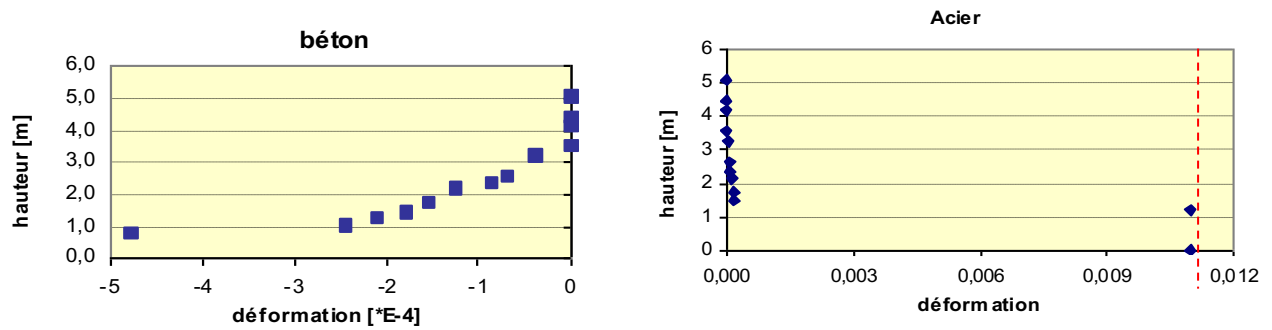 béton
hauteur [m]
6,0
5,0
4,0
3,0
2,0
1,0
0,0
-5 -4 -3 -2 -1 0
déformation [*E-4]
Acier
hauteur [m]
6
5
4
3
2
1
0
0,000 0,003 0,006 0,009 0,012
déformation